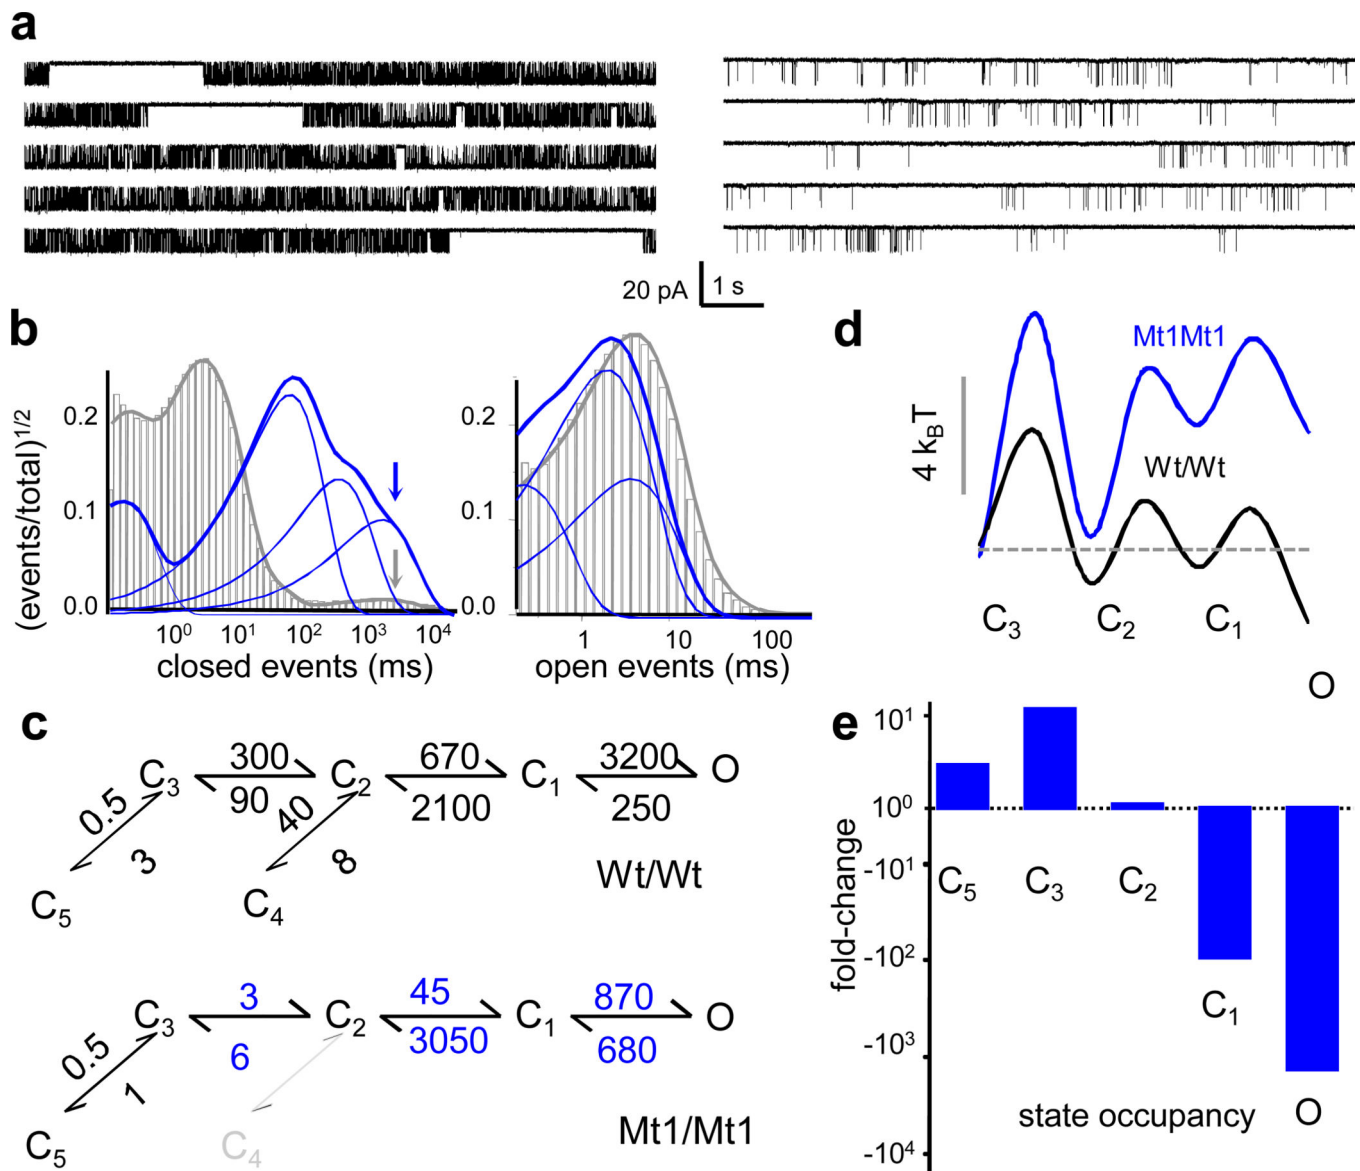 a
20 pA
1 s
b
(events/total)1/2
0.2
0.1
0.0
10⁰ 10¹ 10² 10³ 10⁴
closed events (ms)
0.2
0.1
0.0
1 10 100
open events (ms)
d
4 kBT
Mt1Mt1
Wt/Wt
C3 C2 C1
O
c
C3 300 90 C2 670 2100 C1 3200 250 O
0.5 3 40 8
C5 C4
Wt/Wt
C3 3 6 C2 45 3050 C1 870 680 O
0.5 1
C5 C4
Mt1/Mt1
e
fold-change
10¹
10⁰
-10¹
-10²
-10³
-10⁴
C5 C3 C2
C1
O
state occupancy